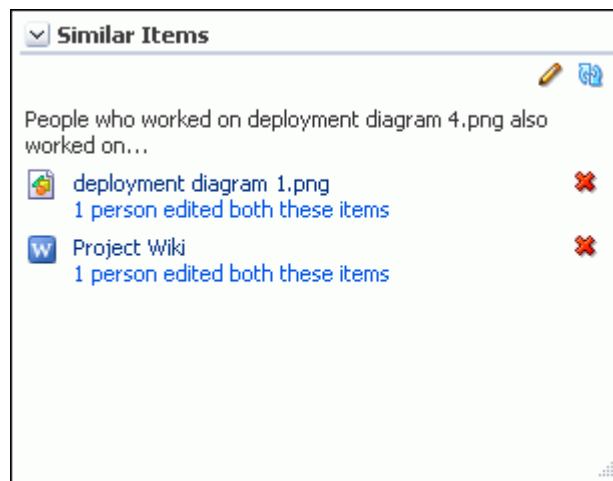 Similar Items
People who worked on deployment diagram 4.png also
worked on...
deployment diagram 1.png
1 person edited both these items
W Project Wiki
1 person edited both these items